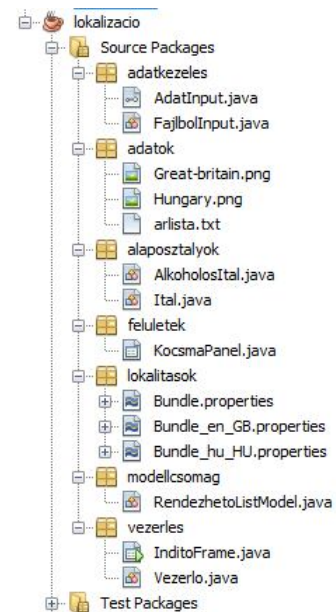 lokalizacio
Source Packages
adatkezeles
AdatInput.java
FajlbolInput.java
adatok
Great-britain.png
Hungary.png
arlista.txt
alaposztalyok
AlkoholosItal.java
Ital.java
feluletek
KocsmaPanel.java
lokalitasok
Bundle.properties
Bundle_en_GB.properties
Bundle_hu_HU.properties
modellcsomag
RendezhetoListModel.java
vezerles
InditoFrame.java
Vezerlo.java
Test Packages